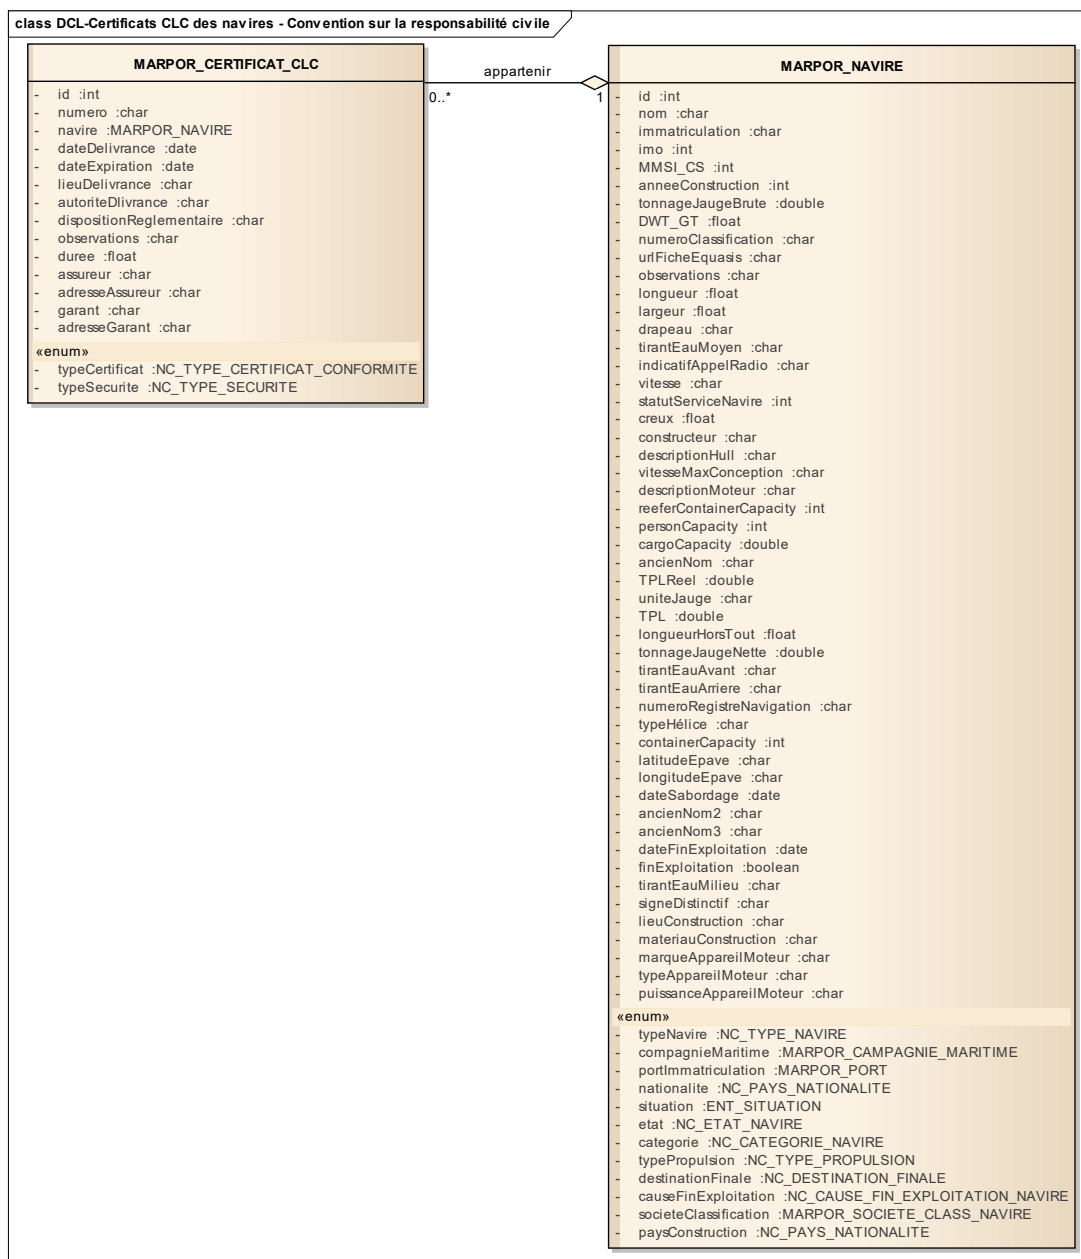 class DCL-Certificats CLC des navires - Convention sur la responsabilité civile
MARPOR_CERTIFICAT_CLC
- id :int
- numero :char
- navire :MARPOR_NAVIRE
- dateDelivrance :date
- dateExpiration :date
- lieuDelivrance :char
- autoriteDlivrance :char
- dispositionReglementaire :char
- observations :char
- duree :float
- assureur :char
- adresseAssureur :char
- garant :char
- adresseGarant :char
«enum»
- typeCertificat :NC_TYPE_CERTIFICAT_CONFORMITE
- typeSecurite :NC_TYPE_SECURITE
appartenir
0..*
1
MARPOR_NAVIRE
- id :int
- nom :char
- immatriculation :char
- imo :int
- MMSI_CS :int
- anneeConstruction :int
- tonnageJaugeBrute :double
- DWT_GT :float
- numeroClassification :char
- urlFicheEquasis :char
- observations :char
- longueur :float
- largeur :float
- drapeau :char
- tirantEauMoyen :char
- indicatifAppelRadio :char
- vitesse :char
- statutServiceNavire :int
- creux :float
- constructeur :char
- descriptionHull :char
- vitesseMaxConception :char
- descriptionMoteur :char
- reeferContainerCapacity :int
- personCapacity :int
- cargoCapacity :double
- ancienNom :char
- TPLReel :double
- uniteJauge :char
- TPL :double
- longueurHorsTout :float
- tonnageJaugeNette :double
- tirantEauAvant :char
- tirantEauArriere :char
- numeroRegistreNavigation :char
- typeHélice :char
- containerCapacity :int
- latitudeEpave :char
- longitudeEpave :char
- dateSabordage :date
- ancienNom2 :char
- ancienNom3 :char
- dateFinExploitation :date
- finExploitation :boolean
- tirantEauMilieu :char
- signeDistinctif :char
- lieuConstruction :char
- materiauConstruction :char
- marqueAppareilMoteur :char
- typeAppareilMoteur :char
- puissanceAppareilMoteur :char
«enum»
- typeNavire :NC_TYPE_NAVIRE
- compagnieMaritime :MARPOR_CAMPAGNIE_MARITIME
- portImmatriculation :MARPOR_PORT
- nationalite :NC_PAYS_NATIONALITE
- situation :ENT_SITUATION
- etat :NC_ETAT_NAVIRE
- categorie :NC_CATEGORIE_NAVIRE
- typePropulsion :NC_TYPE_PROPULSION
- destinationFinale :NC_DESTINATION_FINALE
- causeFinExploitation :NC_CAUSE_FIN_EXPLOITATION_NAVIRE
- societeClassification :MARPOR_SOCIETE_CLASS_NAVIRE
- paysConstruction :NC_PAYS_NATIONALITE